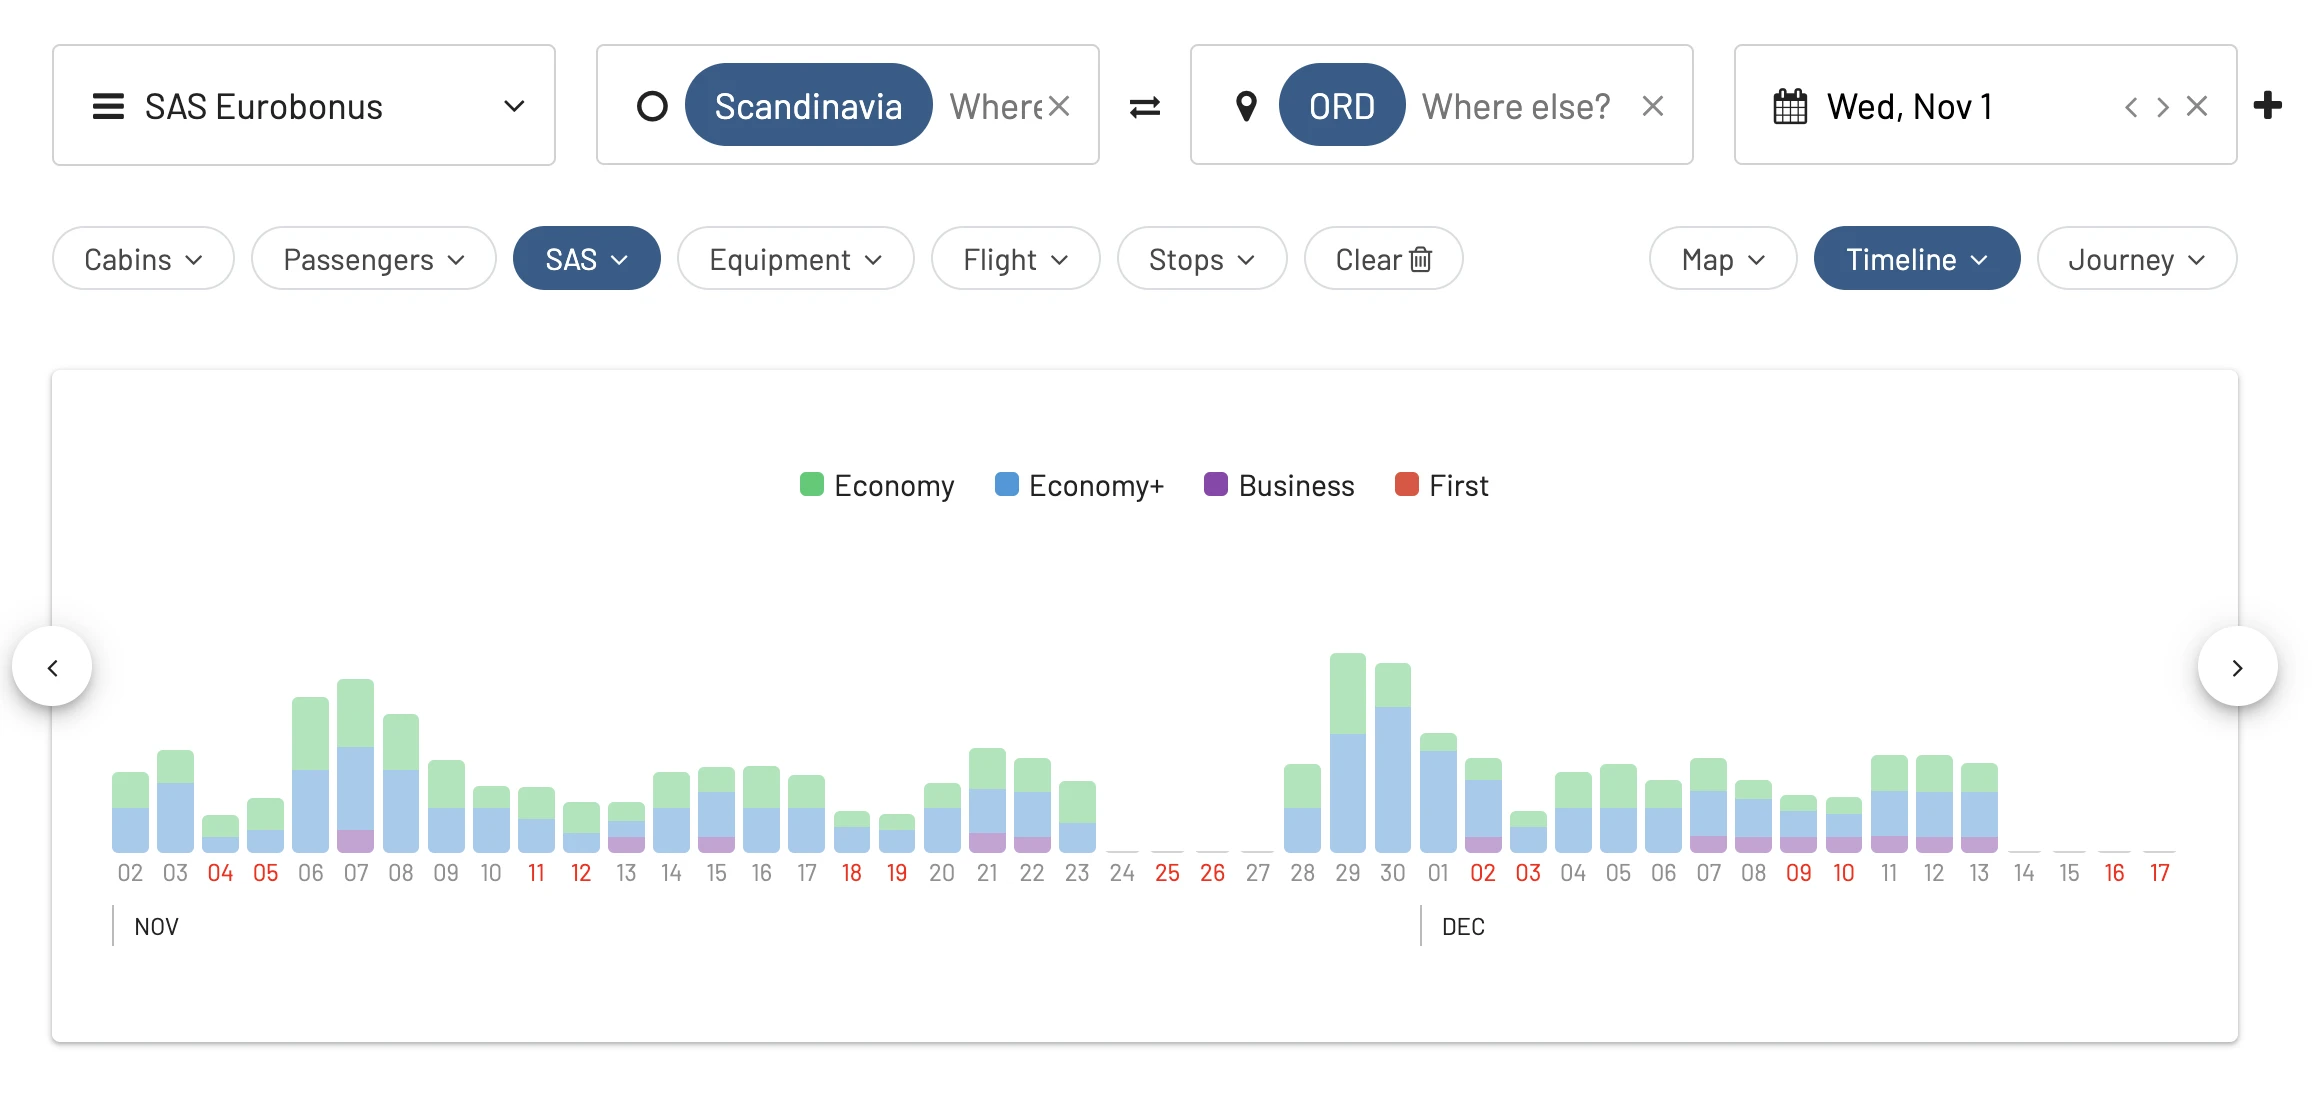 SAS Eurobonus Scandinavia Where ORD Where else? Wed, Nov 1
Cabins Passengers SAS Equipment Flight Stops Clear Map Timeline Journey
Economy Economy+ Business First
02 03 04 05 06 07 08 09 10 11 12 13 14 15 16 17 18 19 20 21 22 23 24 25 26 27 28 29 30 01 02 03 04 05 06 07 08 09 10 11 12 13 14 15 16 17
NOV DEC